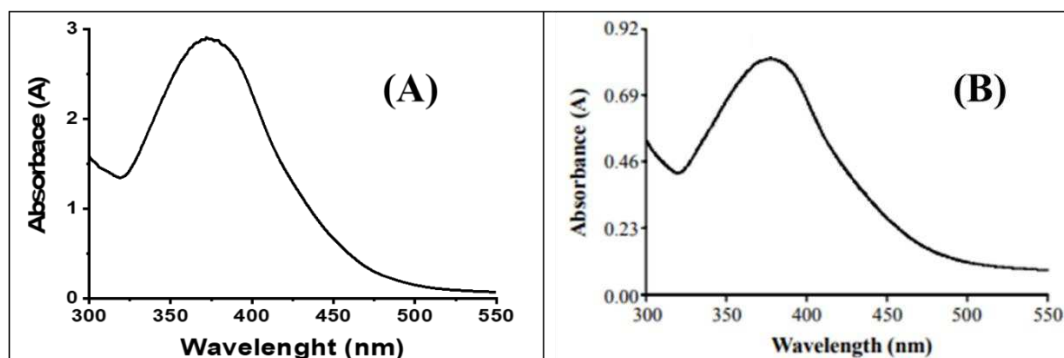 Absorbace (A)
3
2
1
0
(A)
300 350 400 450 500 550
Wavelenght (nm)
Absorbance (A)
0.92
0.69
0.46
0.23
0.00
(B)
300 350 400 450 500 550
Wavelength (nm)